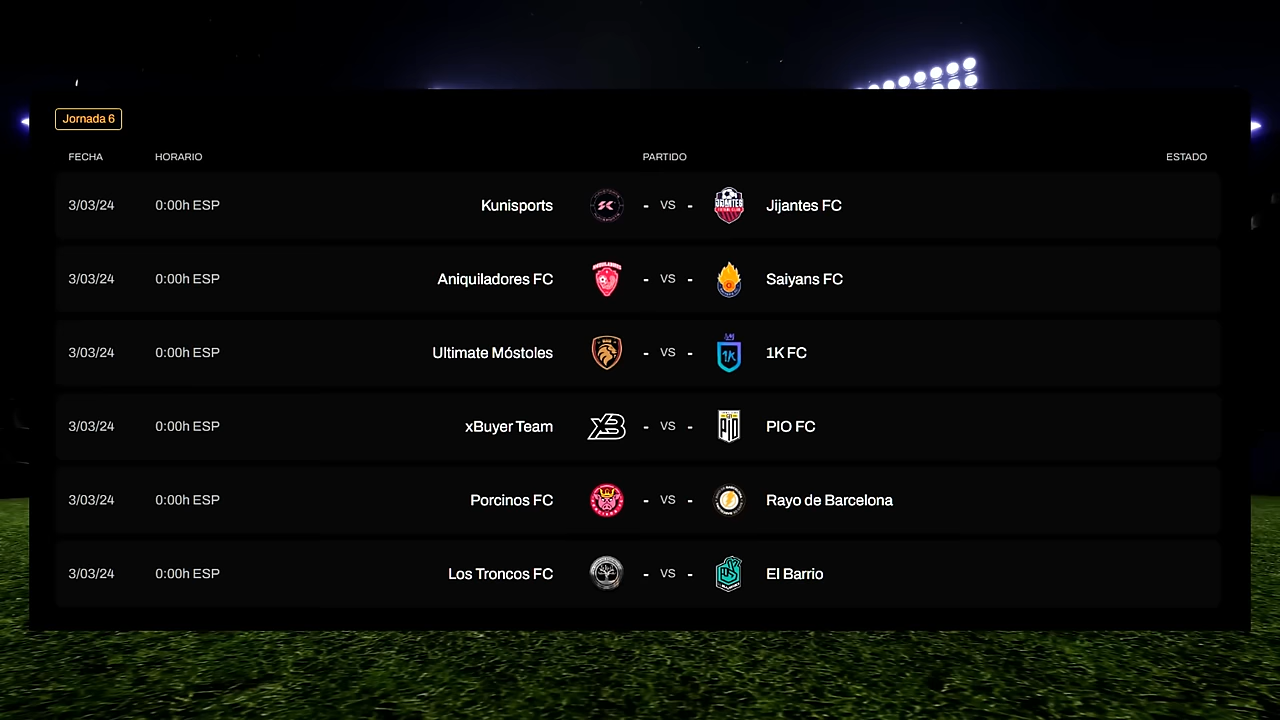 Jornada 6
FECHA HORARIO PARTIDO ESTADO
3/03/24 0:00h ESP Kunisports - VS - Jijantes FC
3/03/24 0:00h ESP Aniquiladores FC - VS - Saiyans FC
3/03/24 0:00h ESP Ultimate Móstoles - VS - 1K FC
3/03/24 0:00h ESP xBuyer Team - VS - PIO FC
3/03/24 0:00h ESP Porcinos FC - VS - Rayo de Barcelona
3/03/24 0:00h ESP Los Troncos FC - VS - El Barrio